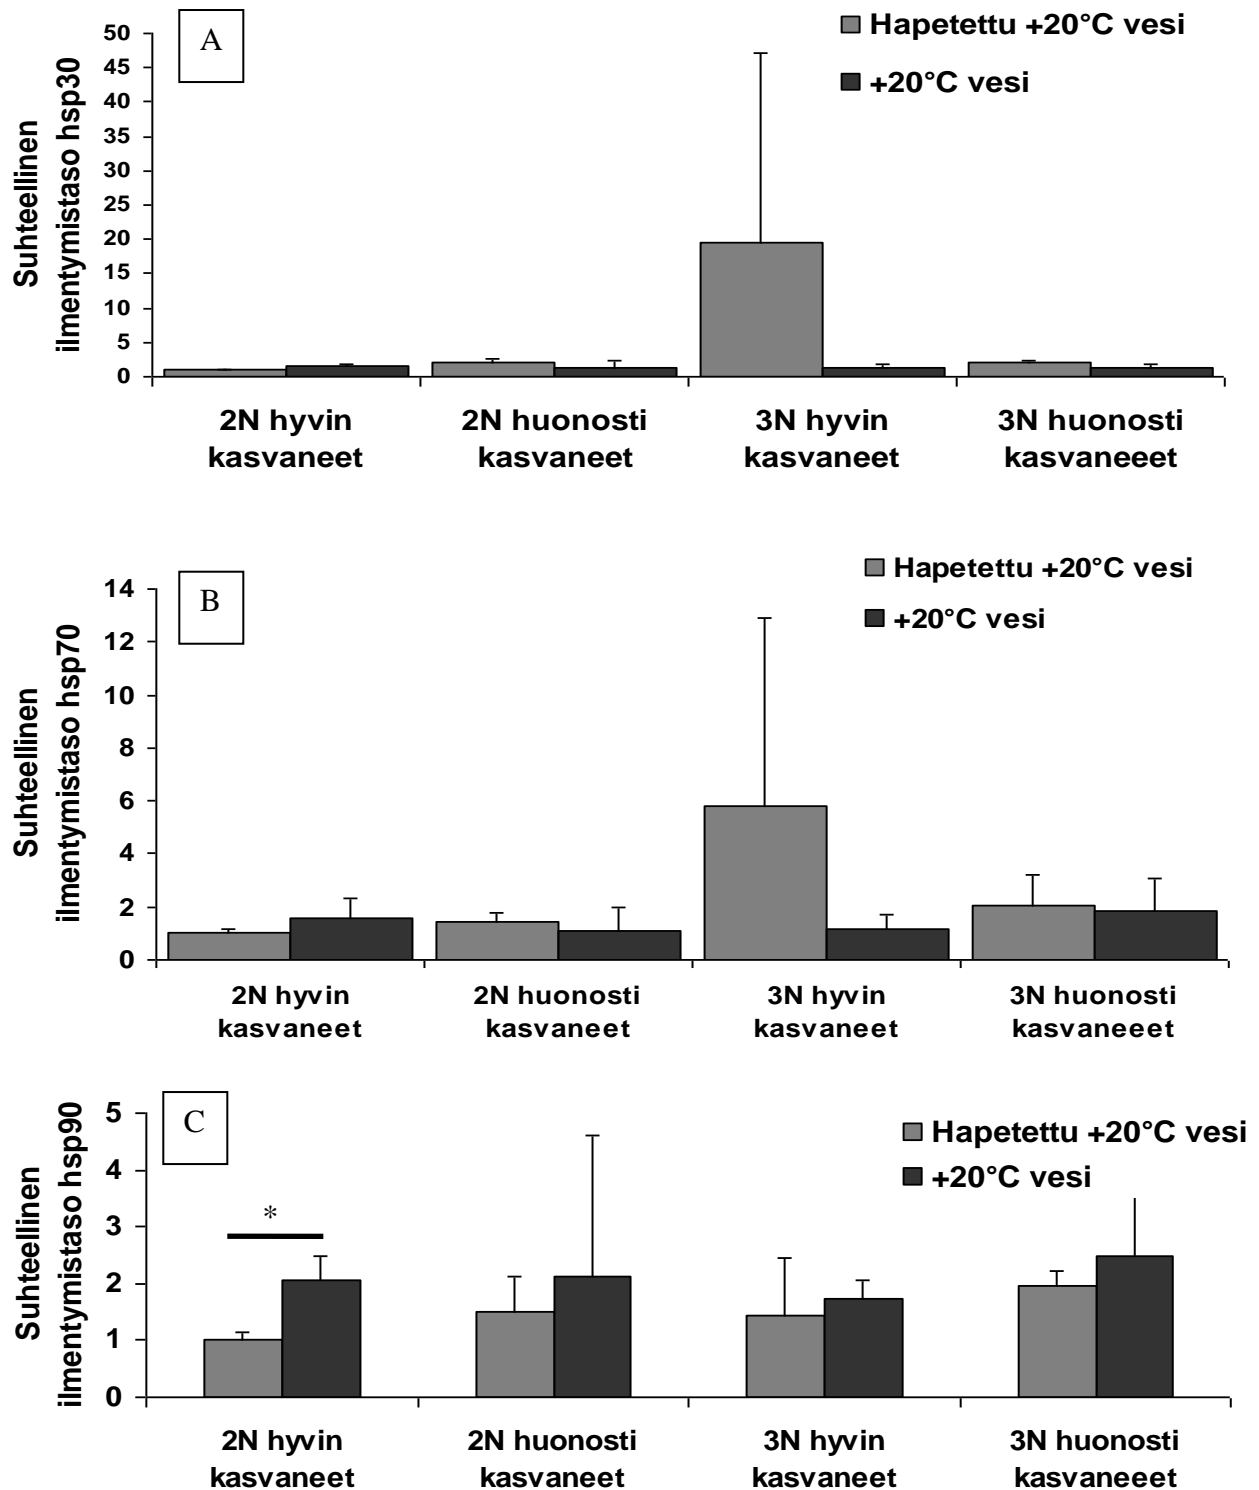 A
Hapetettu +20°C vesi
+20°C vesi
Suhteellinen
ilmentymistaso hsp30
50
45
40
35
30
25
20
15
10
5
0
2N hyvin
kasvaneet
2N huonosti
kasvaneet
3N hyvin
kasvaneet
3N huonosti
kasvaneeet
B
Hapetettu +20°C vesi
+20°C vesi
Suhteellinen
ilmentymistaso hsp70
14
12
10
8
6
4
2
0
2N hyvin
kasvaneet
2N huonosti
kasvaneet
3N hyvin
kasvaneet
3N huonosti
kasvaneeet
C
Hapetettu +20°C vesi
+20°C vesi
Suhteellinen
ilmentymistaso hsp90
5
4
3
2
1
0
*
2N hyvin
kasvaneet
2N huonosti
kasvaneet
3N hyvin
kasvaneet
3N huonosti
kasvaneeet